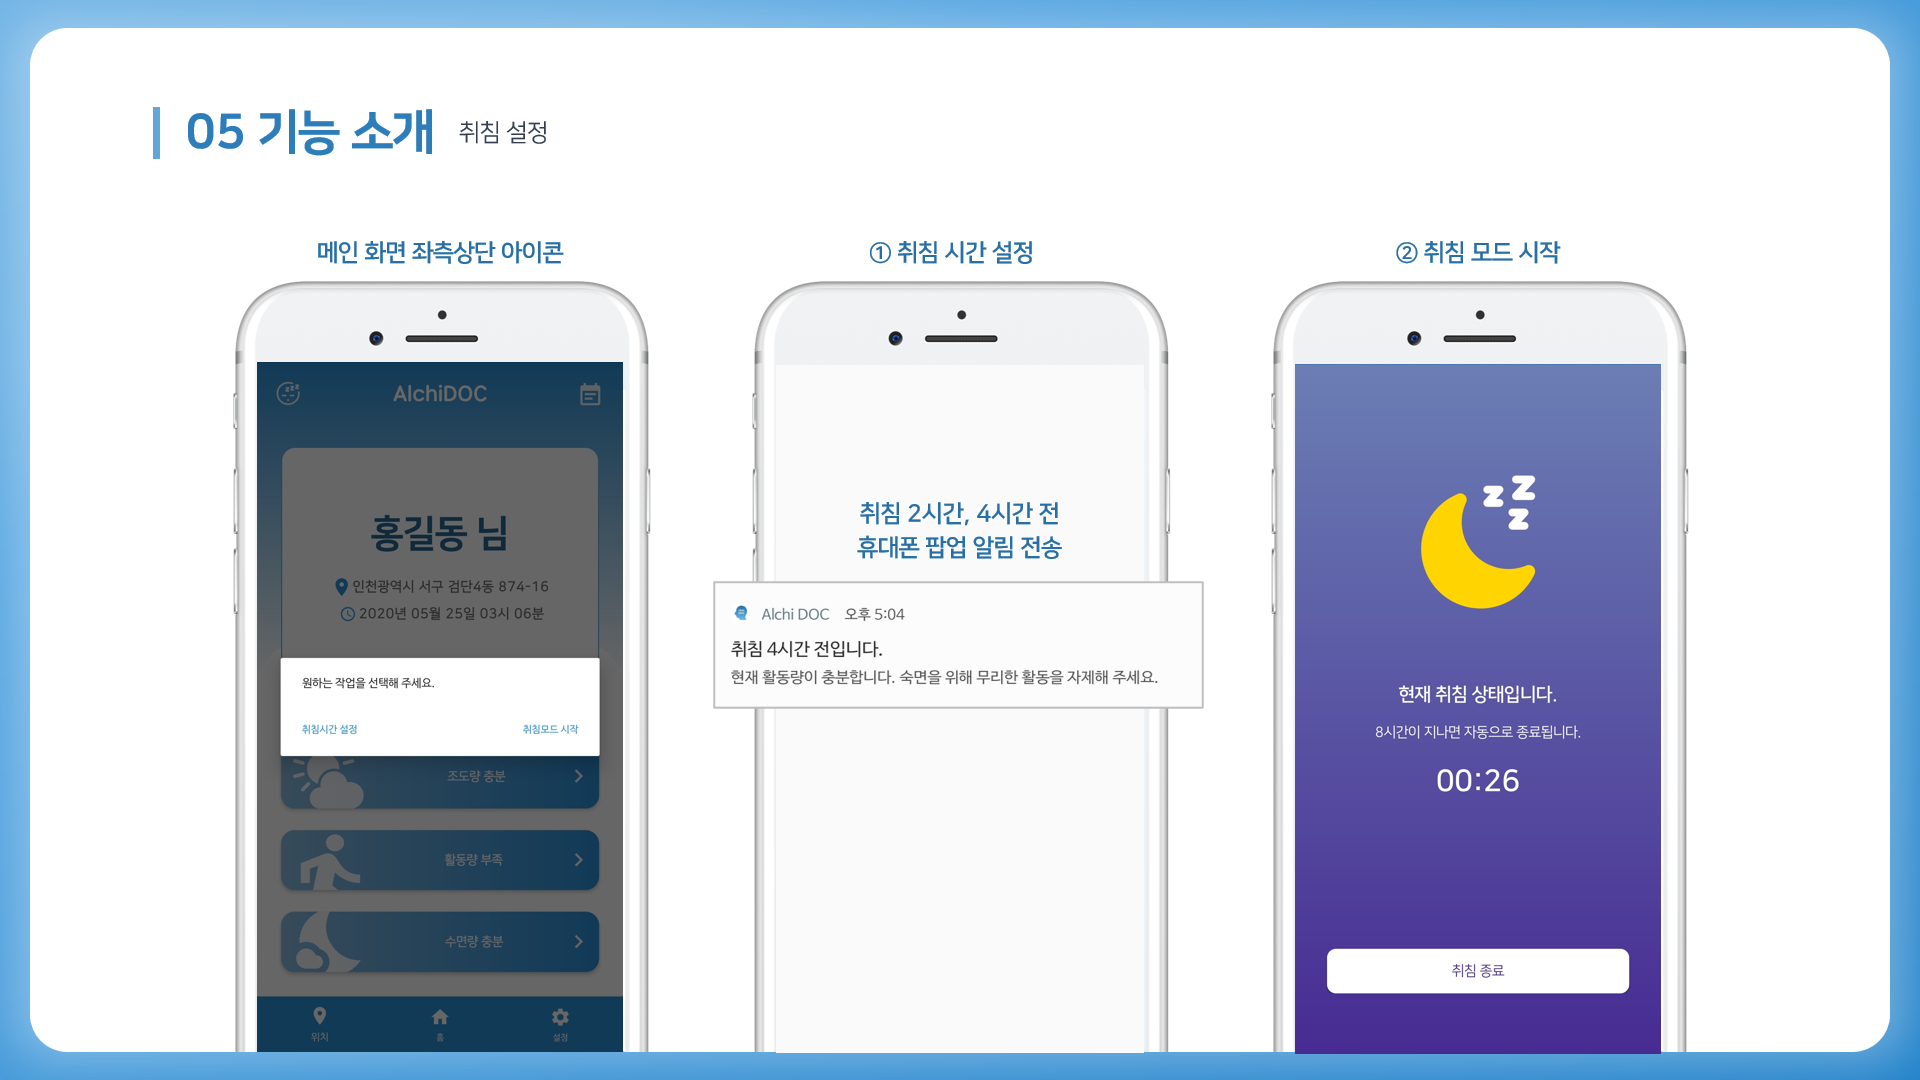 05 기능 소개 취침 설정
메인 화면 좌측상단 아이콘
AlchiDOC
홍길동 님
인천광역시 서구 검단4동 874-16
2020년 05월 25일 03시 06분
원하는 작업을 선택해 주세요.
취침시간 설정 취침모드 시작
조도량 충분
활동량 부족
수면량 충분
위치 홈 설정
① 취침 시간 설정
취침 2시간, 4시간 전
휴대폰 팝업 알림 전송
Alchi DOC 오후 5:04
취침 4시간 전입니다.
현재 활동량이 충분합니다. 숙면을 위해 무리한 활동을 자제해 주세요.
② 취침 모드 시작
현재 취침 상태입니다.
8시간이 지나면 자동으로 종료됩니다.
00:26
취침 종료